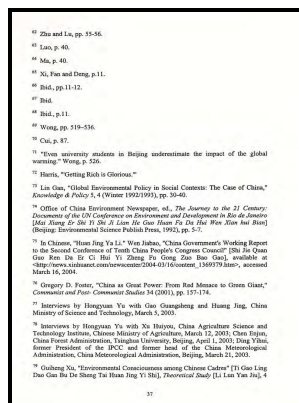 62 Zhu and Lu, pp. 55-56.
63 Luo, p. 40.
64 Ma, p. 40.
65 Xi, Fan and Deng, p.11.
66 Ibid., pp.11-12.
67 Ibid.
68 Ibid., p.11.
69 Wong, pp. 519–536.
70 Cui, p. 87.
71 "Even university students in Beijing underestimate the impact of the global
warming." Wong, p. 526.
72 Harris, "'Getting Rich is Glorious.'"
73 Lin Gan, "Global Environmental Policy in Social Contexts: The Case of China,"
Knowledge & Policy 5, 4 (Winter 1992/1993), pp. 30-40.
74 Office of China Environment Newspaper, ed., The Journey to the 21 Century:
Documents of the UN Conference on Environment and Development in Rio de Janeiro
[Mai Xiang Er Shi Yi Shi Ji Lian He Guo Huan Fa Da Hui Wen Xian hui Bian]
(Beijing: Environmental Science Publish Press, 1992), pp. 5-7.
75 In Chinese, "Huan Jing Ya Li." Wen Jiabao, "China Government's Working Report
to the Second Conference of Tenth China People's Congress Council" [Shi Jie Quan
Guo Ren Da Er Ci Hui Yi Zheng Fu Gong Zuo Bao Gao], available at
<http://news.xinhuanet.com/newscenter/2004-03/16/content_1369379.htm>, accessed
March 16, 2004.
76 Gregory D. Foster, "China as Great Power: From Red Menace to Green Giant,"
Communist and Post- Communist Studies 34 (2001), pp. 157-174.
77 Interviews by Hongyuan Yu with Gao Guangsheng and Huang Jing, China
Ministry of Science and Technology, March 5, 2003.
78 Interviews by Hongyuan Yu with Xu Huiyou, China Agriculture Science and
Technology Institute, Chinese Ministry of Agriculture, March 12, 2003; Chen Enjun,
China Forest Administration, Tsinghua University, Beijing, April 1, 2003; Ding Yihui,
former President of the IPCC and former head of the China Meteorological
Administration, China Meteorological Administration, Beijing, March 21, 2003.
79 Guiheng Xu, "Environmental Consciousness among Chinese Cadres" [Ti Gao Ling
Dao Gan Bu De Sheng Tai Huan Jing Yi Shi], Theoretical Study [Li Lun Yan Jiu], 4
37